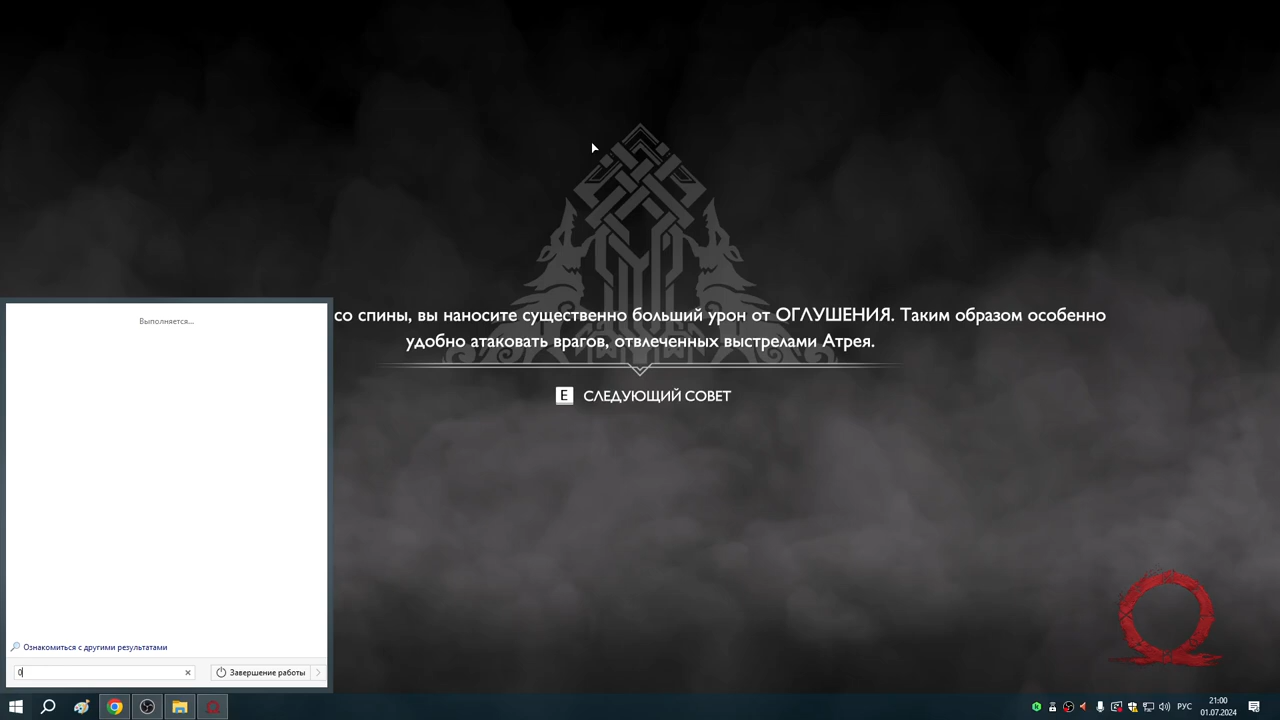 со спины, вы наносите существенно больший урон от ОГЛУШЕНИЯ. Таким образом особенно
удобно атаковать врагов, отвлеченных выстрелами Атрея.
E СЛЕДУЮЩИЙ СОВЕТ
Выполняется...
Ознакомиться с другими результатами
0
Завершение работы
РУС
21:00
01.07.2024